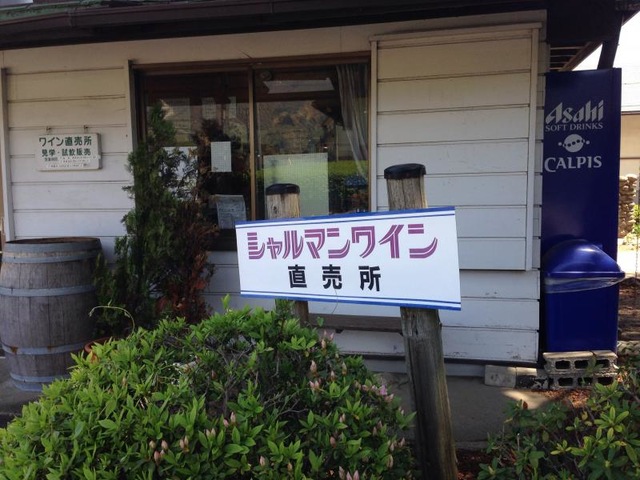 ワイン直売所
見学・試飲販売
シャルマンワイン
直売所
Asahi
SOFT DRINKS
CALPIS